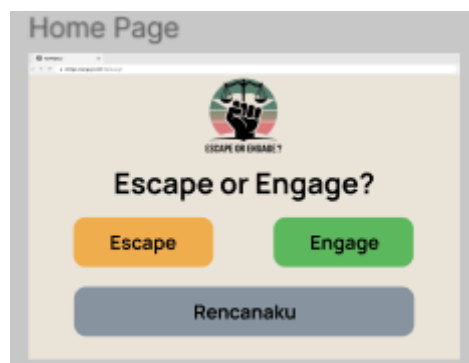 Home Page
ESCAPE OR ENGAGE?
Escape or Engage?
Escape
Engage
Rencanaku